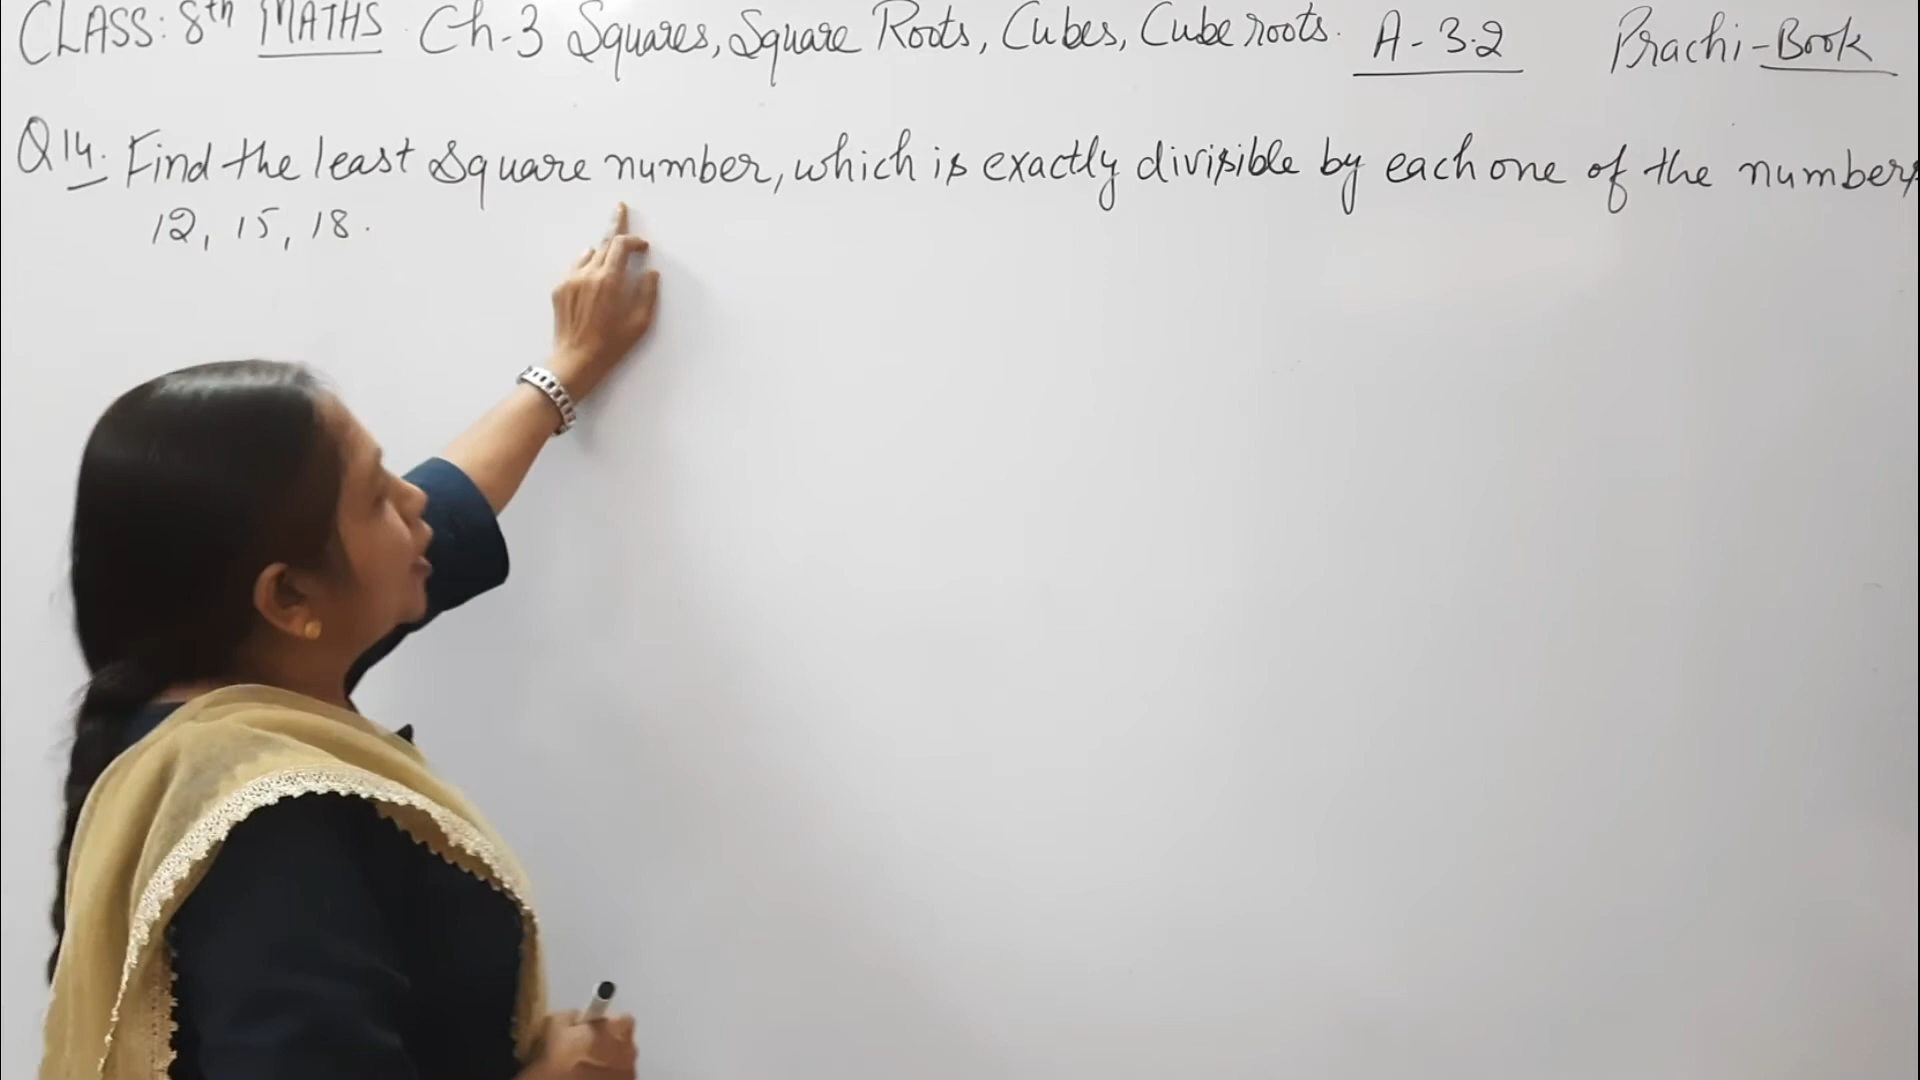 CLASS: 8th MATHS Ch-3 Squares, Square Roots, Cubes, Cube roots. A-3.2 Prachi-Book
Q14. Find the least square number, which is exactly divisible by each one of the numbers
12, 15, 18.